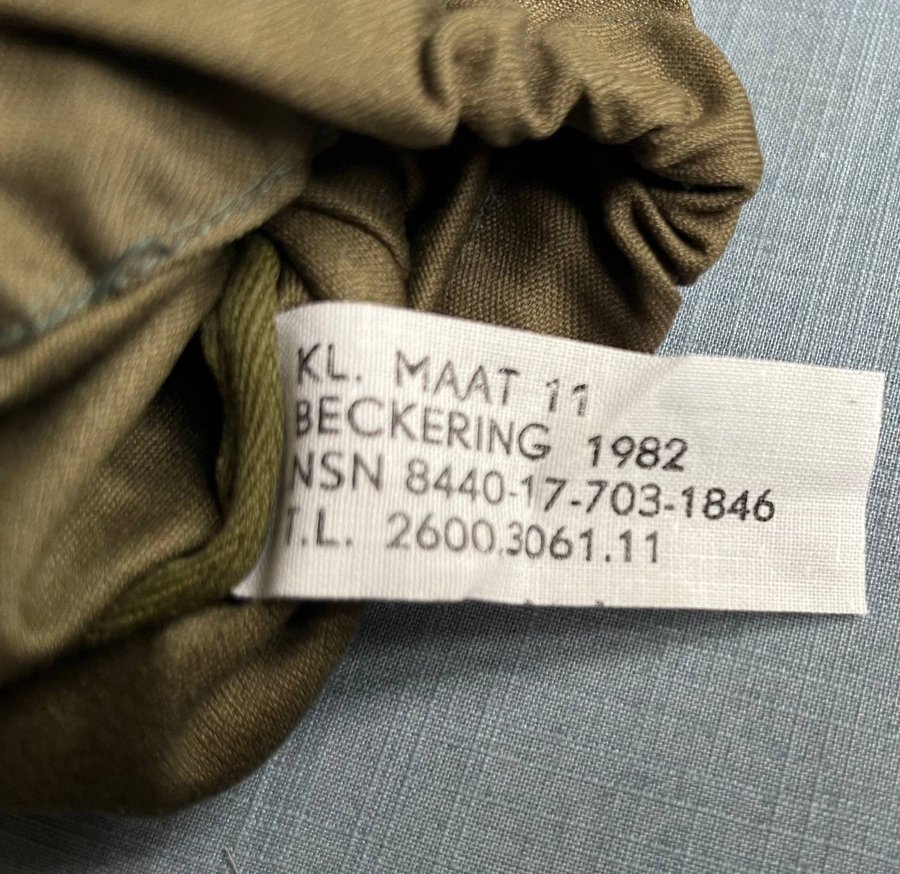 KL. MAAT 11
BECKERING 1982
NSN 8440-17-703-1846
T.L. 2600.3061.11